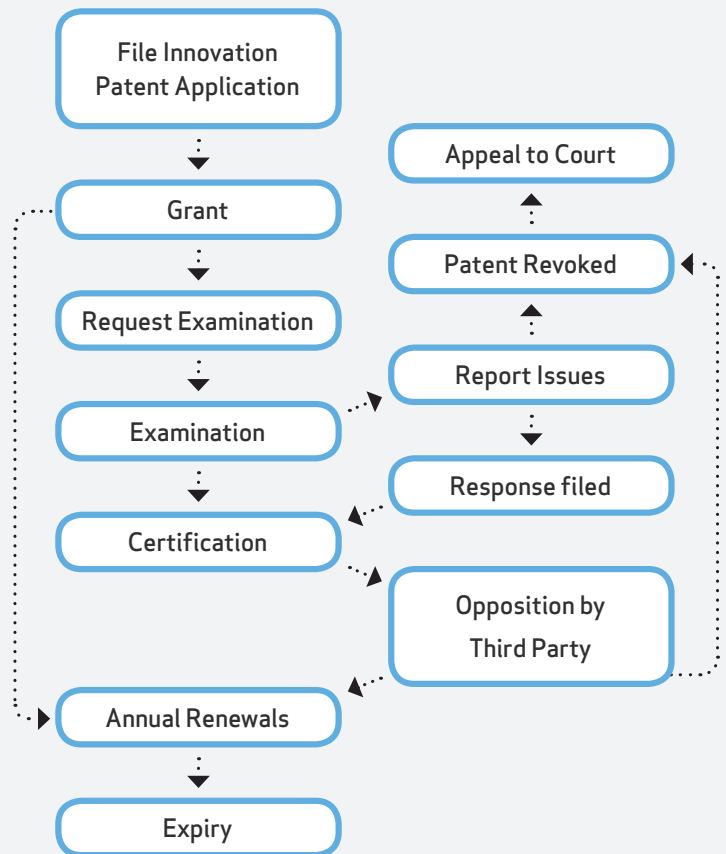 File Innovation
Patent Application
Grant
Request Examination
Examination
Certification
Annual Renewals
Expiry
Appeal to Court
Patent Revoked
Report Issues
Response filed
Opposition by
Third Party